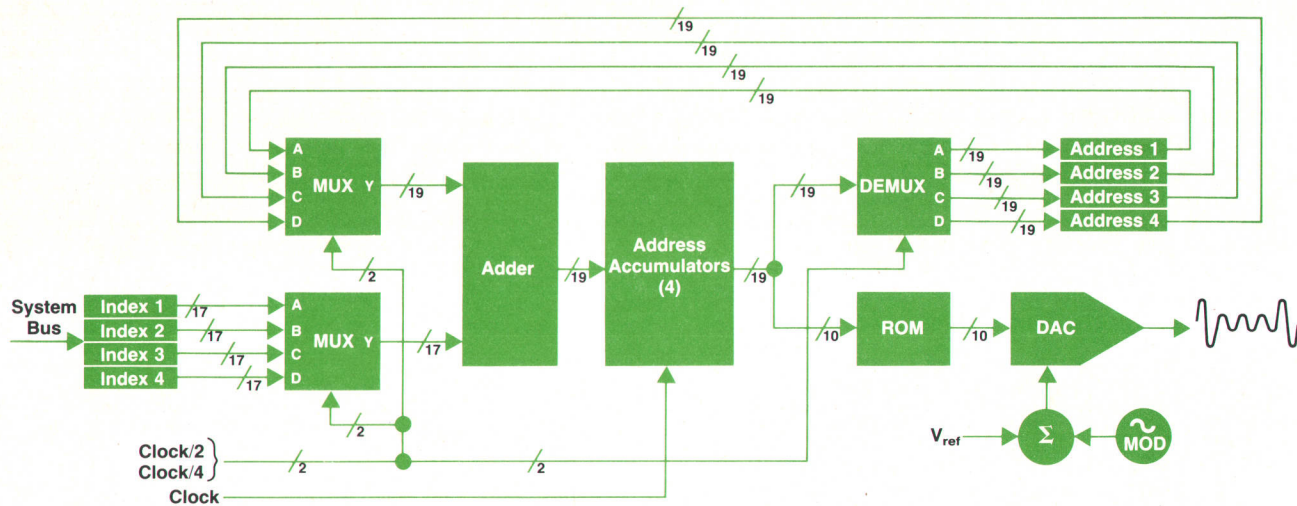 19
19
19
19
A
B
C
D
MUX
Y
19
2
Adder
19
Address
Accumulators
(4)
19
19
DEMUX
A
B
C
D
19
19
19
19
Address 1
Address 2
Address 3
Address 4
System
Bus
Index 1
Index 2
Index 3
Index 4
17
17
17
17
A
B
C
D
MUX
Y
17
2
10
ROM
10
DAC
Vref
Σ
MOD
Clock/2
Clock/4
2
2
Clock